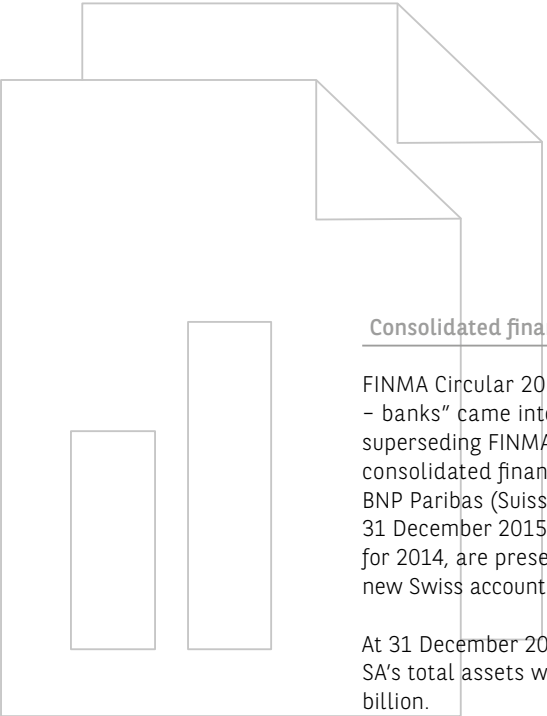 Consolidated fina
FINMA Circular 20
– banks” came int
superseding FINMA
consolidated finan
BNP Paribas (Suiss
31 December 2015
for 2014, are prese
new Swiss account
At 31 December 20
SA’s total assets w
billion.